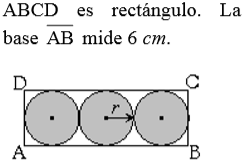 ABCD es rectángulo. La
base AB mide 6 cm.
D C
r
A B